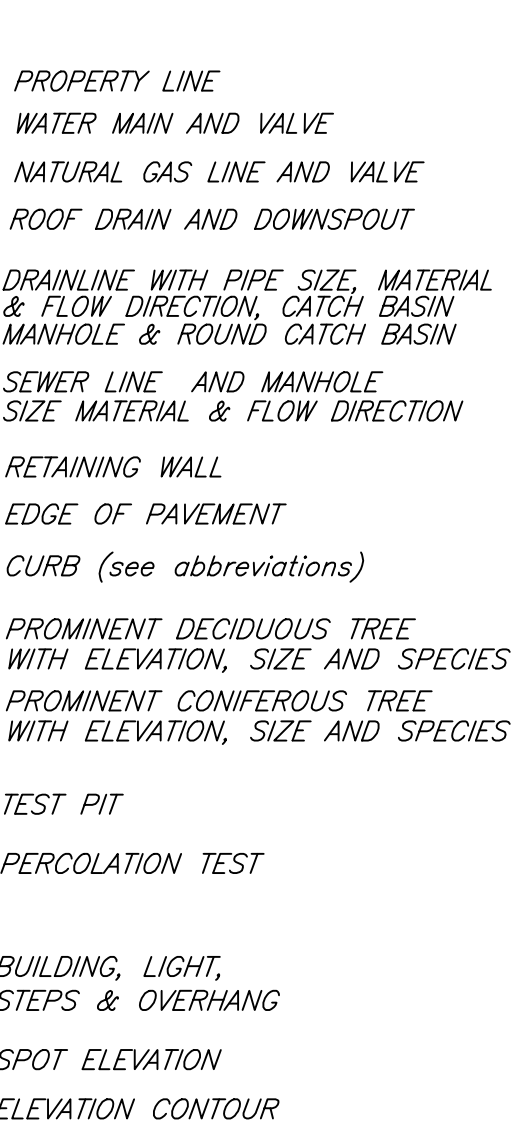 PROPERTY LINE
WATER MAIN AND VALVE
NATURAL GAS LINE AND VALVE
ROOF DRAIN AND DOWNSPOUT
DRAINLINE WITH PIPE SIZE, MATERIAL
& FLOW DIRECTION, CATCH BASIN
MANHOLE & ROUND CATCH BASIN
SEWER LINE AND MANHOLE
SIZE MATERIAL & FLOW DIRECTION
RETAINING WALL
EDGE OF PAVEMENT
CURB (see abbreviations)
PROMINENT DECIDUOUS TREE
WITH ELEVATION, SIZE AND SPECIES
PROMINENT CONIFEROUS TREE
WITH ELEVATION, SIZE AND SPECIES
TEST PIT
PERCOLATION TEST
BUILDING, LIGHT,
STEPS & OVERHANG
SPOT ELEVATION
ELEVATION CONTOUR